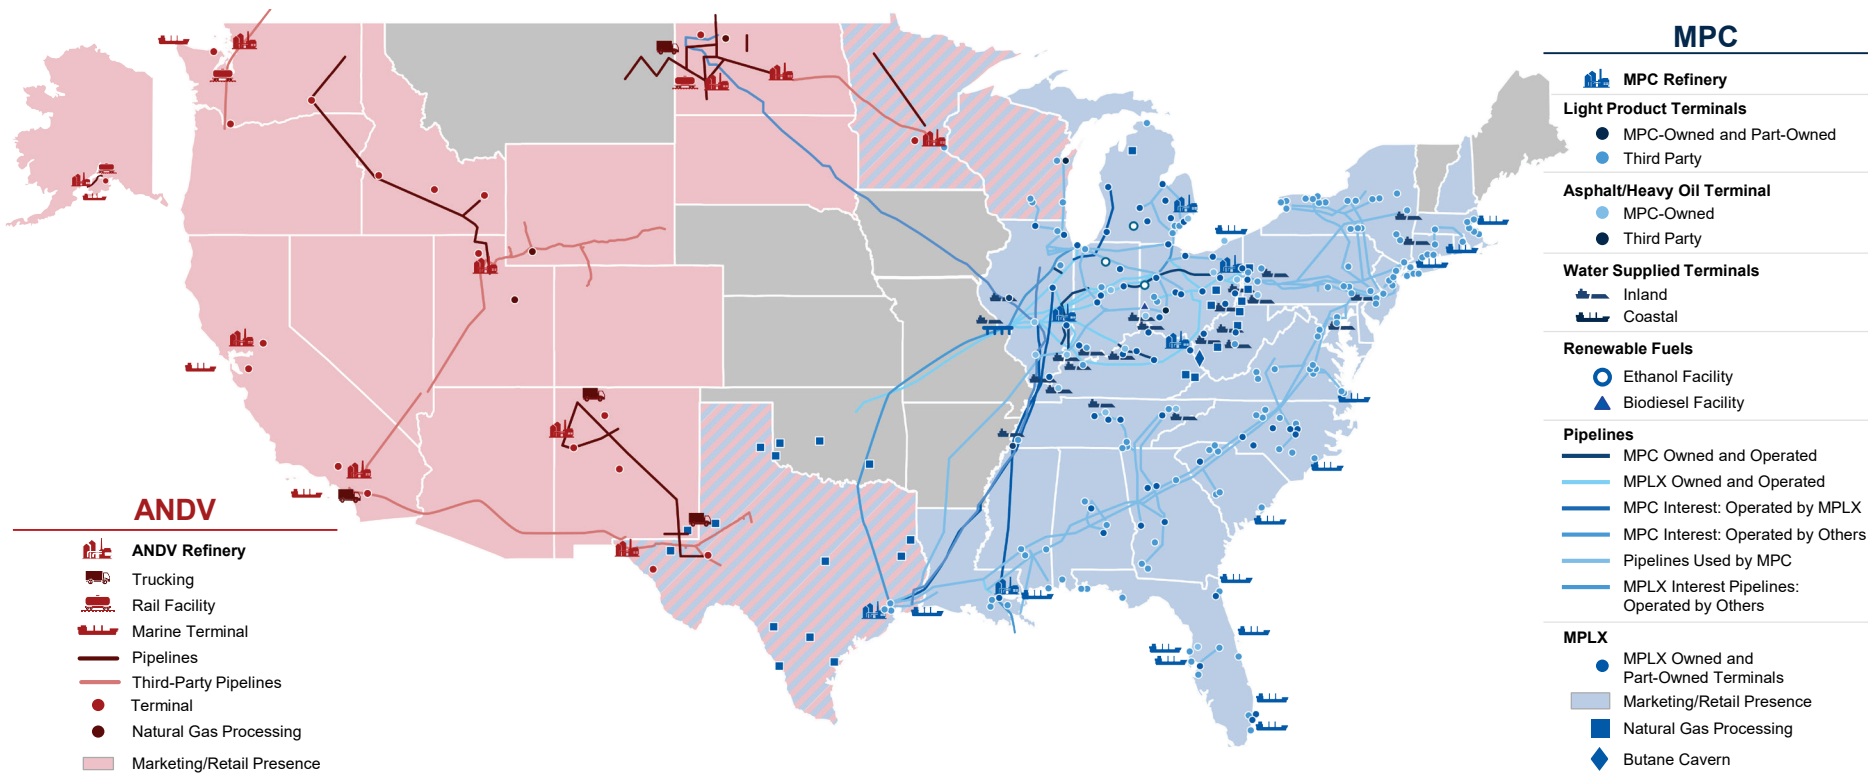 ANDV
ANDV Refinery
Trucking
Rail Facility
Marine Terminal
Pipelines
Third-Party Pipelines
Terminal
Natural Gas Processing
Marketing/Retail Presence
MPC
MPC Refinery
Light Product Terminals
MPC-Owned and Part-Owned
Third Party
Asphalt/Heavy Oil Terminal
MPC-Owned
Third Party
Water Supplied Terminals
Inland
Coastal
Renewable Fuels
Ethanol Facility
Biodiesel Facility
Pipelines
MPC Owned and Operated
MPLX Owned and Operated
MPC Interest: Operated by MPLX
MPC Interest: Operated by Others
Pipelines Used by MPC
MPLX Interest Pipelines:
Operated by Others
MPLX
MPLX Owned and
Part-Owned Terminals
Marketing/Retail Presence
Natural Gas Processing
Butane Cavern